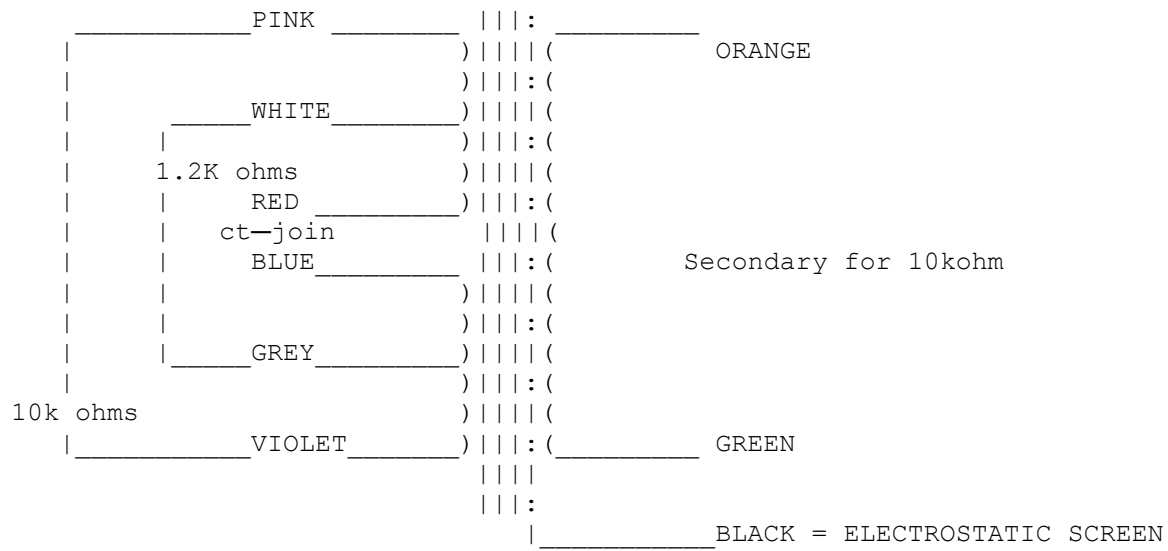 PINK
ORANGE
WHITE
1.2K ohms
RED
ct—join
BLUE Secondary for 10kohm
GREY
10k ohms
VIOLET GREEN
BLACK = ELECTROSTATIC SCREEN